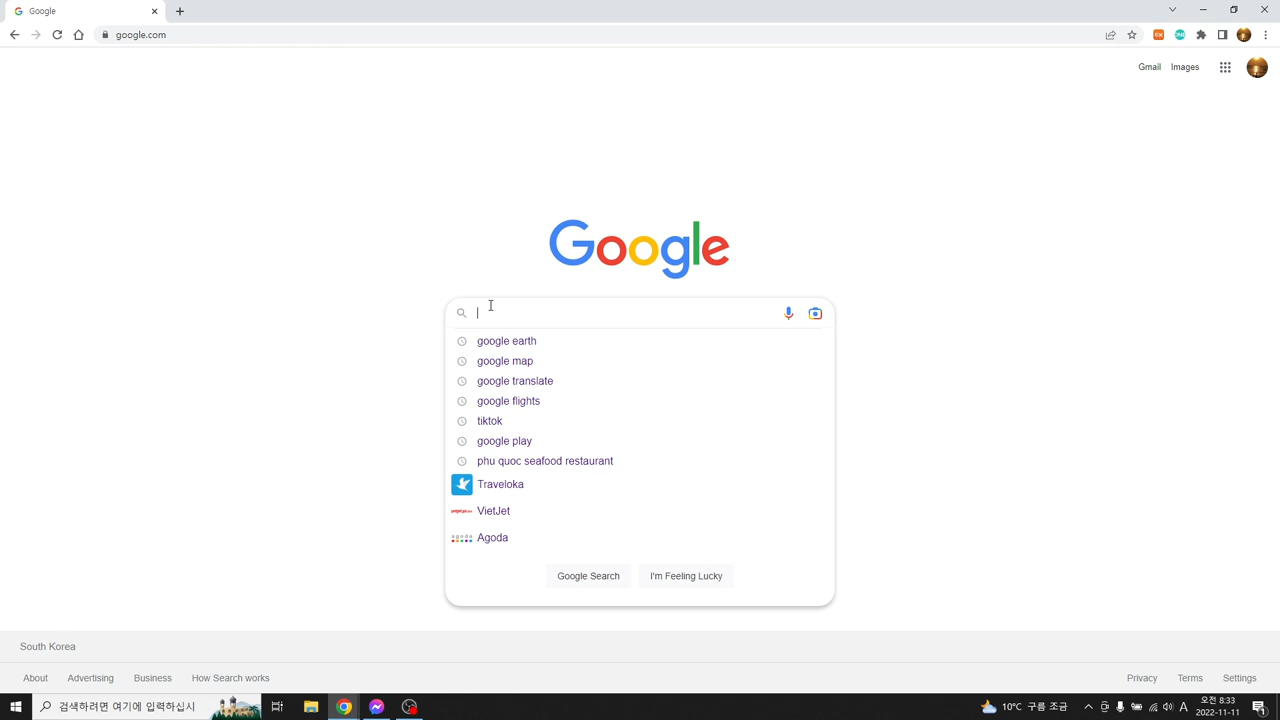 Google
google.com
Gmail Images
Google
google earth
google map
google translate
google flights
tiktok
google play
phu quoc seafood restaurant
Traveloka
VietJet
agoda Agoda
Google Search I'm Feeling Lucky
South Korea
About Advertising Business How Search works Privacy Terms Settings
검색하려면 여기에 입력하십시 10°C 구름 조금 A 오전 8:33
2022-11-11